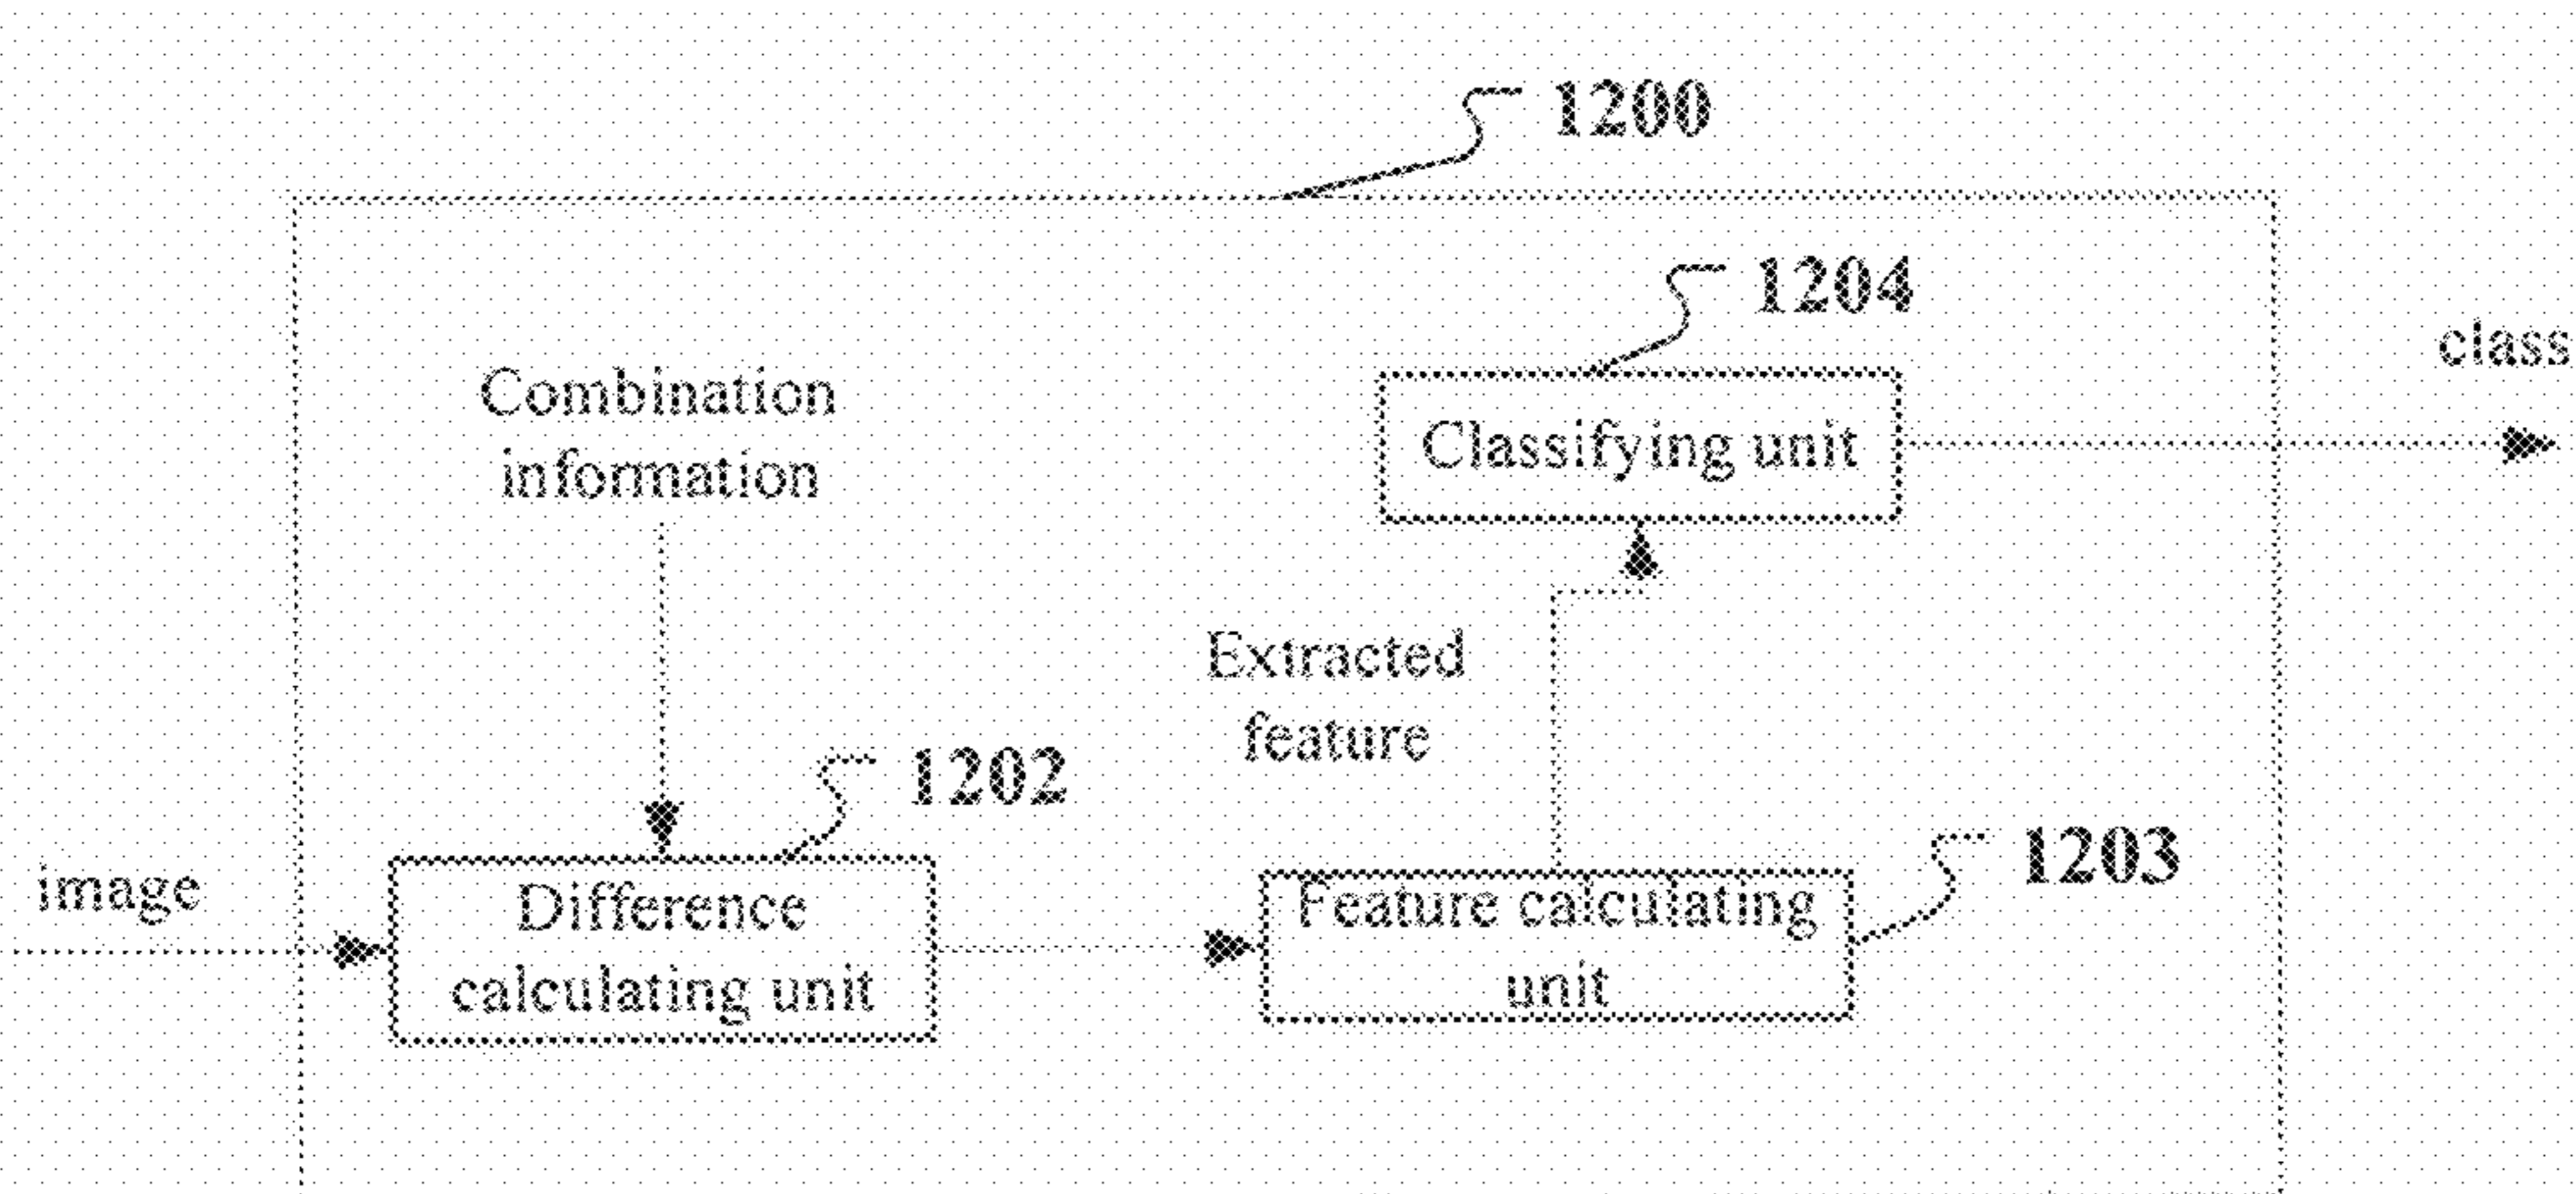 1200
1204
class
Combination
information
Classifying unit
Extracted
feature
1202
1203
image
Difference
calculating unit
Feature calculating
unit